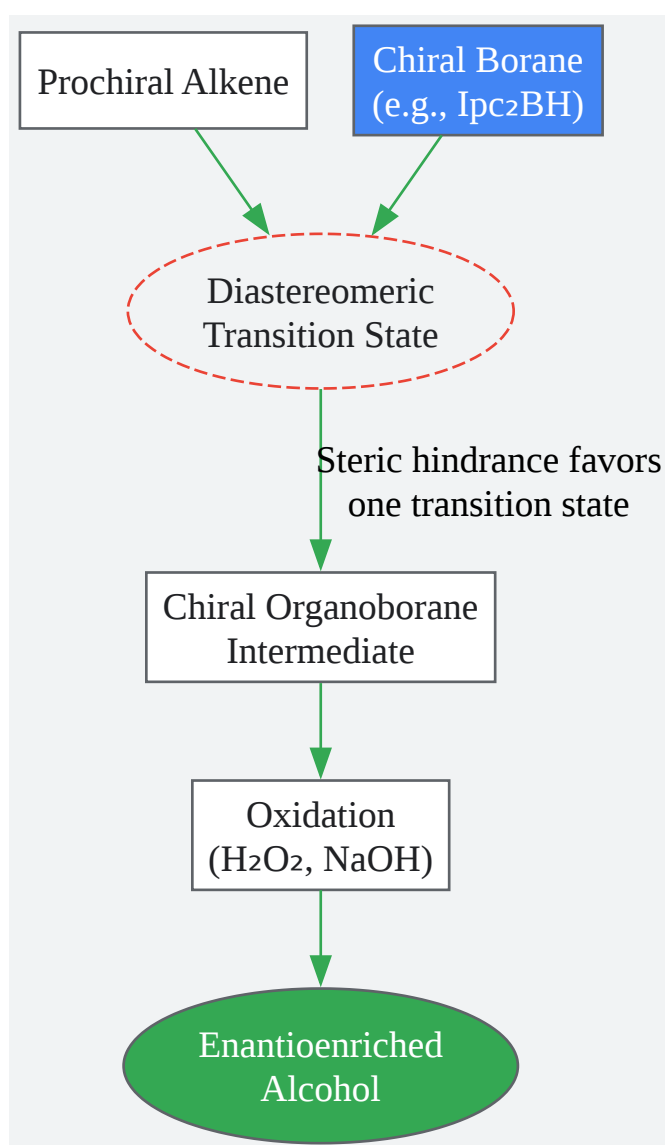 Prochiral Alkene
Chiral Borane
(e.g., Ipc₂BH)
Diastereomeric
Transition State
Steric hindrance favors
one transition state
Chiral Organoborane
Intermediate
Oxidation
(H₂O₂, NaOH)
Enantioenriched
Alcohol